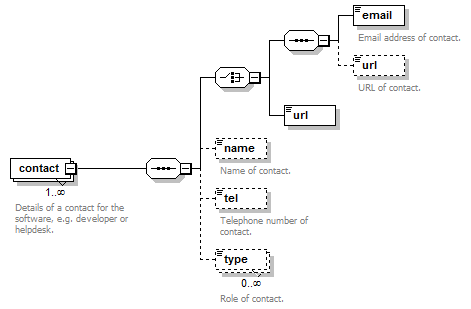 email
Email address of contact.
url
URL of contact.
url
name
Name of contact.
contact
1..∞
Details of a contact for the
software, e.g. developer or
helpdesk.
tel
Telephone number of
contact.
type
0..∞
Role of contact.